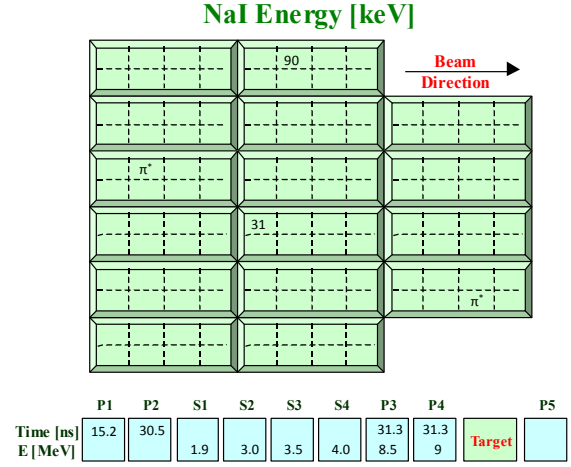 NaI Energy [keV]
90
Beam
Direction
π*
31
π*
P1 P2 S1 S2 S3 S4 P3 P4 P5
Time [ns] 15.2 30.5 31.3 31.3
E [MeV] 1.9 3.0 3.5 4.0 8.5 9
Target